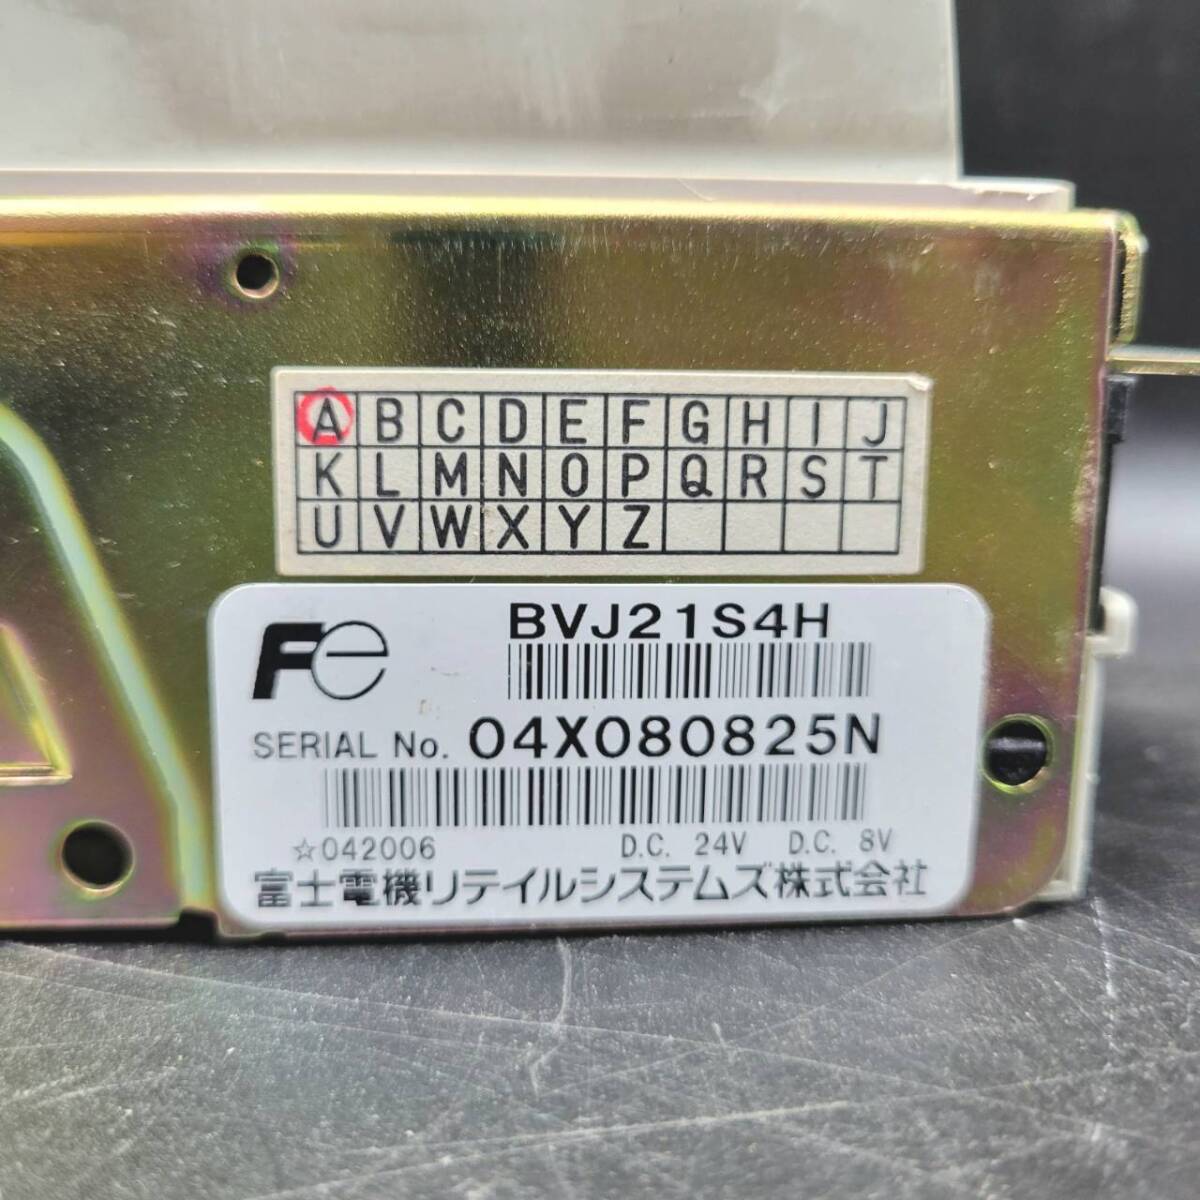 A B C D E F G H I J
K L M N O P Q R S T
U V W X Y Z
Fe
BVJ21S4H
SERIAL No. 04X080825N
☆042006 D.C. 24V D.C. 8V
富士電機リテイルシステムズ株式会社